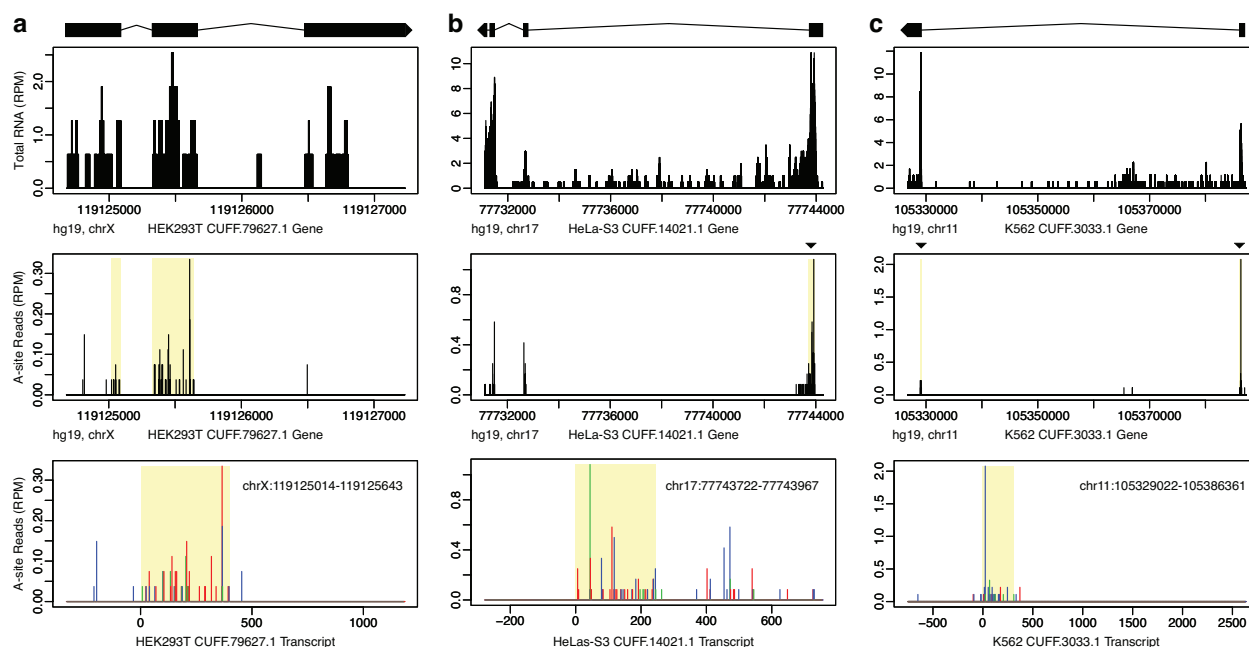 a
b
c
Total RNA (RPM)
2.0
1.0
0.0
119125000 119126000 119127000
hg19, chrX HEK293T CUFF.79627.1 Gene
10
8
6
4
2
0
77732000 77736000 77740000 77744000
hg19, chr17 HeLa-S3 CUFF.14021.1 Gene
12
10
8
6
4
2
0
105330000 105350000 105370000
hg19, chr11 K562 CUFF.3033.1 Gene
A-site Reads (RPM)
0.30
0.20
0.10
0.00
119125000 119126000 119127000
hg19, chrX HEK293T CUFF.79627.1 Gene
0.8
0.4
0.0
77732000 77736000 77740000 77744000
hg19, chr17 HeLa-S3 CUFF.14021.1 Gene
2.0
1.5
1.0
0.5
0.0
105330000 105350000 105370000
hg19, chr11 K562 CUFF.3033.1 Gene
A-site Reads (RPM)
0.30
0.20
0.10
0.00
chrX:119125014-119125643
0 500 1000
HEK293T CUFF.79627.1 Transcript
0.8
0.4
0.0
chr17:77743722-77743967
-200 0 200 400 600
HeLas-S3 CUFF.14021.1 Transcript
2.0
1.5
1.0
0.5
0.0
chr11:105329022-105386361
-500 0 500 1000 1500 2000 2500
K562 CUFF.3033.1 Transcript